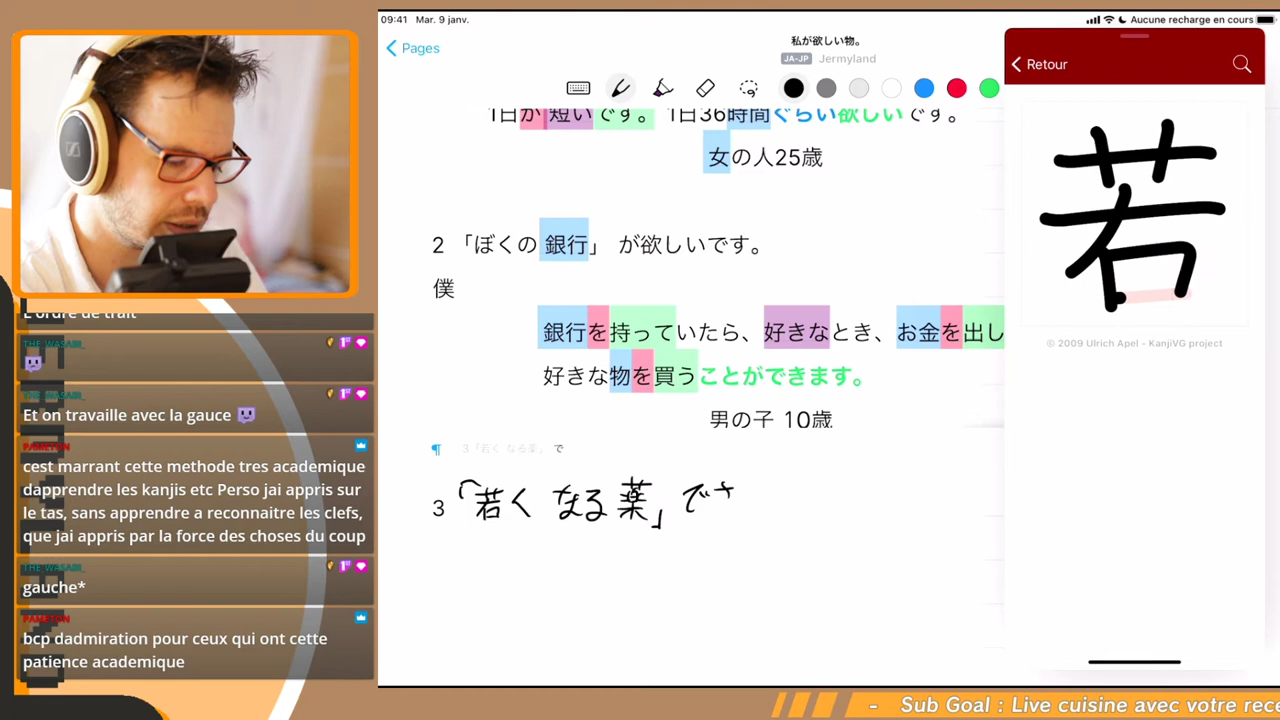 09:41 Mar. 9 janv.
Aucune recharge en cours
Pages
私が欲しい物。
JA-JP Jermyland
Retour
1日が短いです。 1日36時間ぐらい欲しいです。
女の人25歳
2 「ぼくの銀行」 が欲しいです。
僕
銀行を持っていたら、好きなとき、お金を出し
好きな物を買うことができます。
男の子 10歳
3「若く なる薬」 で
3 「若く なる薬」 です
若
© 2009 Ulrich Apel - KanjiVG project
L'ordre de trait
THE_WASABI_
THE_WASABI_
Et on travaille avec la gauce
PAMETON
cest marrant cette methode tres academique
dapprendre les kanjis etc Perso jai appris sur
le tas, sans apprendre a reconnaitre les clefs,
que jai appris par la force des choses du coup
THE_WASABI_
gauche*
PAMETON
bcp dadmiration pour ceux qui ont cette
patience academique
- Sub Goal : Live cuisine avec votre rece